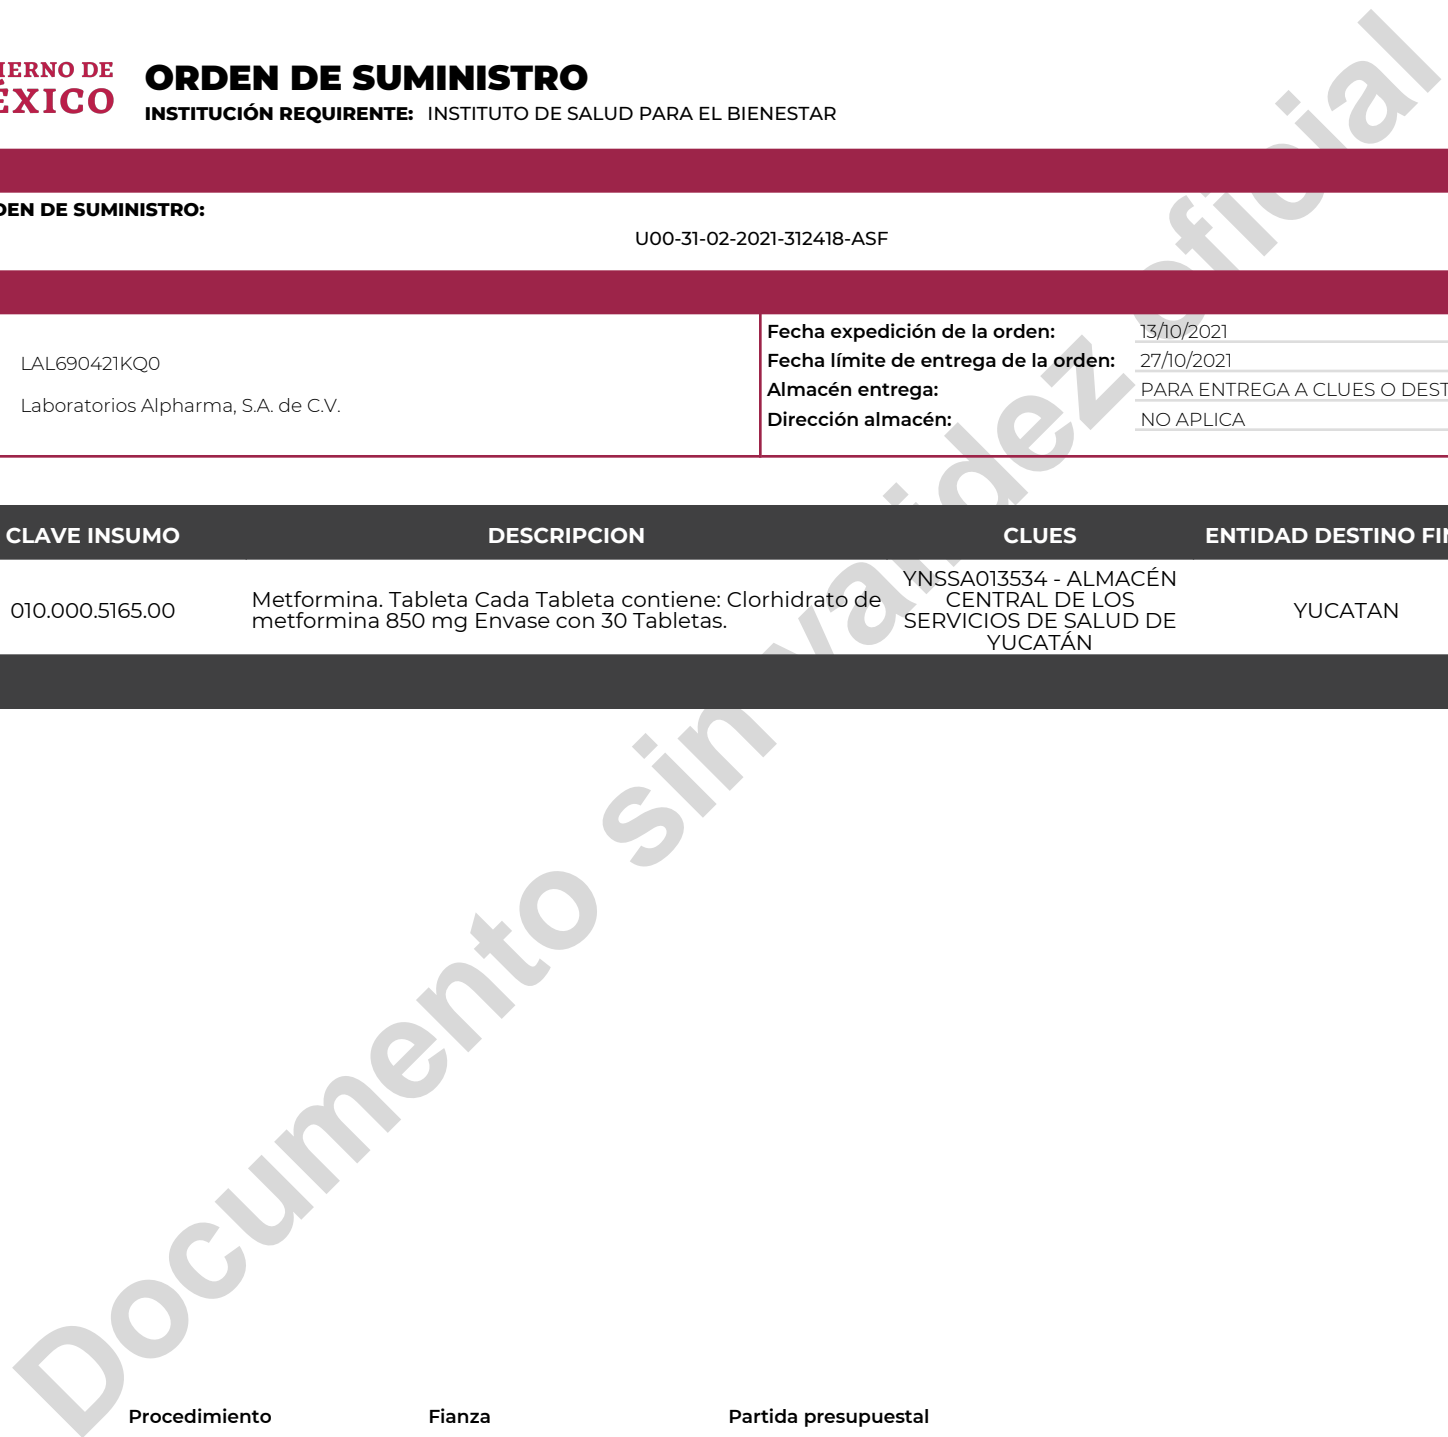 IERNO DE
ÉXICO
ORDEN DE SUMINISTRO
INSTITUCIÓN REQUIRENTE: INSTITUTO DE SALUD PARA EL BIENESTAR
DEN DE SUMINISTRO:
U00-31-02-2021-312418-ASF
LAL690421KQ0
Laboratorios Alpharma, S.A. de C.V.
Fecha expedición de la orden: 13/10/2021
Fecha límite de entrega de la orden: 27/10/2021
Almacén entrega: PARA ENTREGA A CLUES O DEST
Dirección almacén: NO APLICA
CLAVE INSUMO DESCRIPCION CLUES ENTIDAD DESTINO FIN
010.000.5165.00
Metformina. Tableta Cada Tableta contiene: Clorhidrato de
metformina 850 mg Envase con 30 Tabletas.
YNSSA013534 - ALMACÉN
CENTRAL DE LOS
SERVICIOS DE SALUD DE
YUCATÁN
YUCATAN
Documento sin validez oficial
Procedimiento Fianza Partida presupuestal